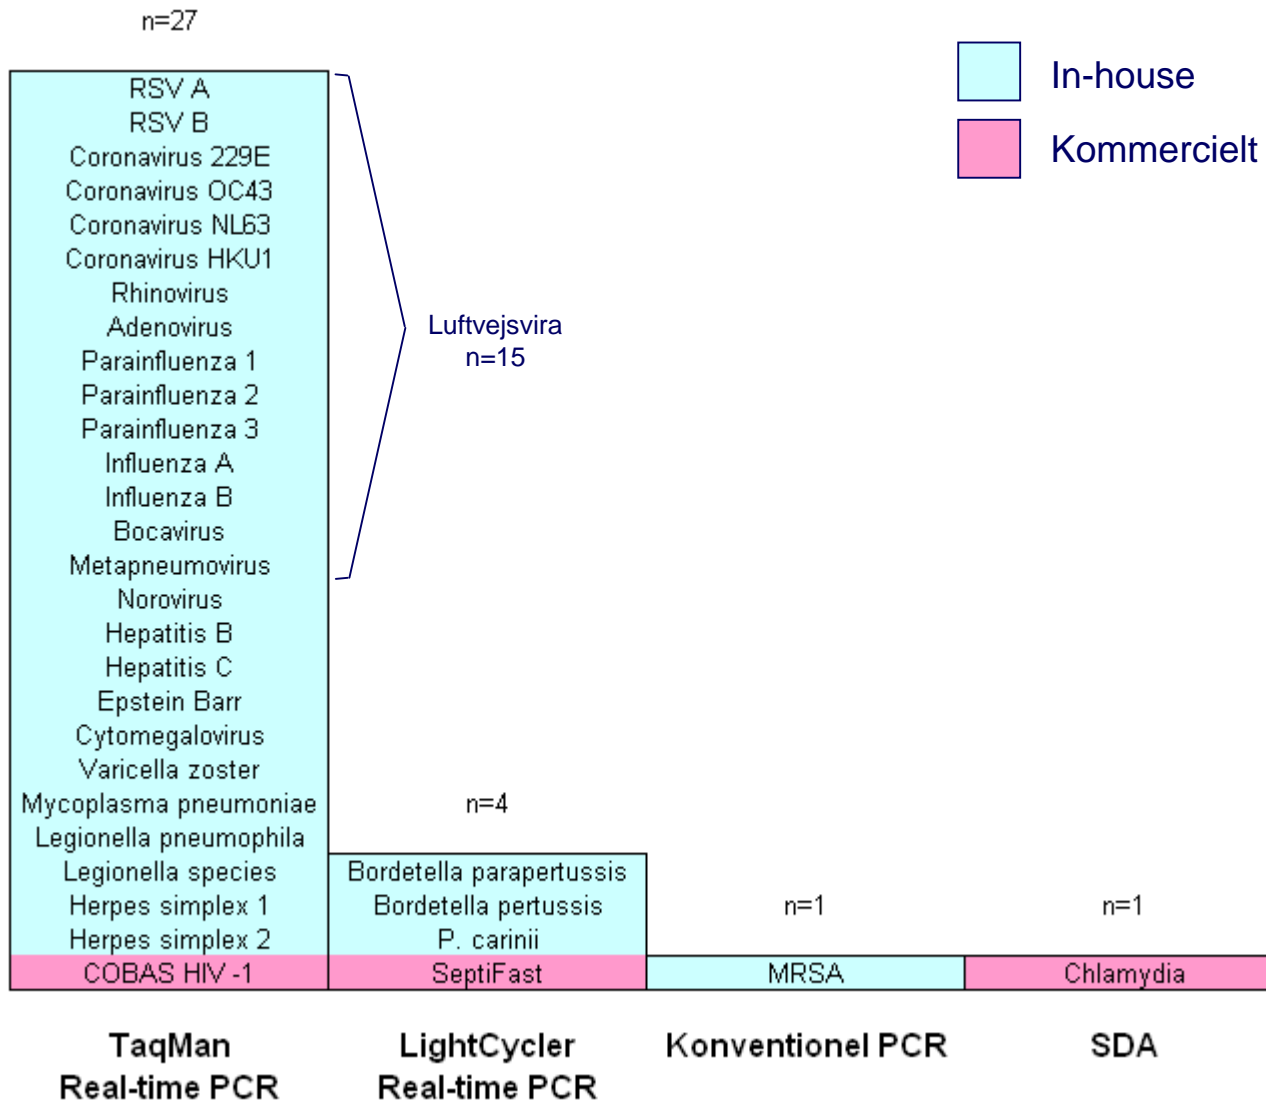 n=27
RSV A
RSV B
Coronavirus 229E
Coronavirus OC43
Coronavirus NL63
Coronavirus HKU1
Rhinovirus
Adenovirus
Parainfluenza 1
Parainfluenza 2
Parainfluenza 3
Influenza A
Influenza B
Bocavirus
Metapneumovirus
Norovirus
Hepatitis B
Hepatitis C
Epstein Barr
Cytomegalovirus
Varicella zoster
Mycoplasma pneumoniae
Legionella pneumophila
Legionella species
Herpes simplex 1
Herpes simplex 2
COBAS HIV -1
TaqMan
Real-time PCR
Luftvejsvira
n=15
n=4
Bordetella parapertussis
Bordetella pertussis
P. carinii
SeptiFast
LightCycler
Real-time PCR
n=1
MRSA
Konventionel PCR
n=1
Chlamydia
SDA
In-house
Kommercielt